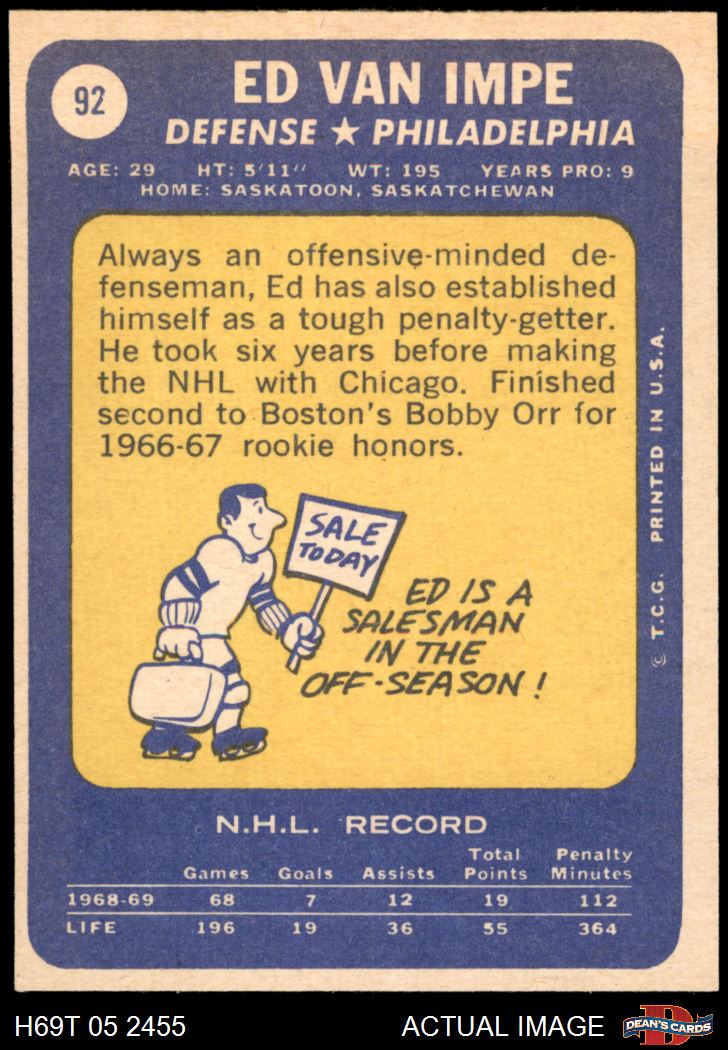 92
ED VAN IMPE
DEFENSE ★ PHILADELPHIA
AGE: 29 HT: 5'11" WT: 195 YEARS PRO: 9
HOME: SASKATOON, SASKATCHEWAN
Always an offensive-minded de-
fenseman, Ed has also established
himself as a tough penalty-getter.
He took six years before making
the NHL with Chicago. Finished
second to Boston's Bobby Orr for
1966-67 rookie honors.
SALE
TODAY
ED IS A
SALESMAN
IN THE
OFF-SEASON!
© T.C.G. PRINTED IN U.S.A.
N.H.L. RECORD
Total Penalty
Games Goals Assists Points Minutes
1968-69 68 7 12 19 112
LIFE 196 19 36 55 364
H69T 05 2455 ACTUAL IMAGE
D
DEAN'S CARDS